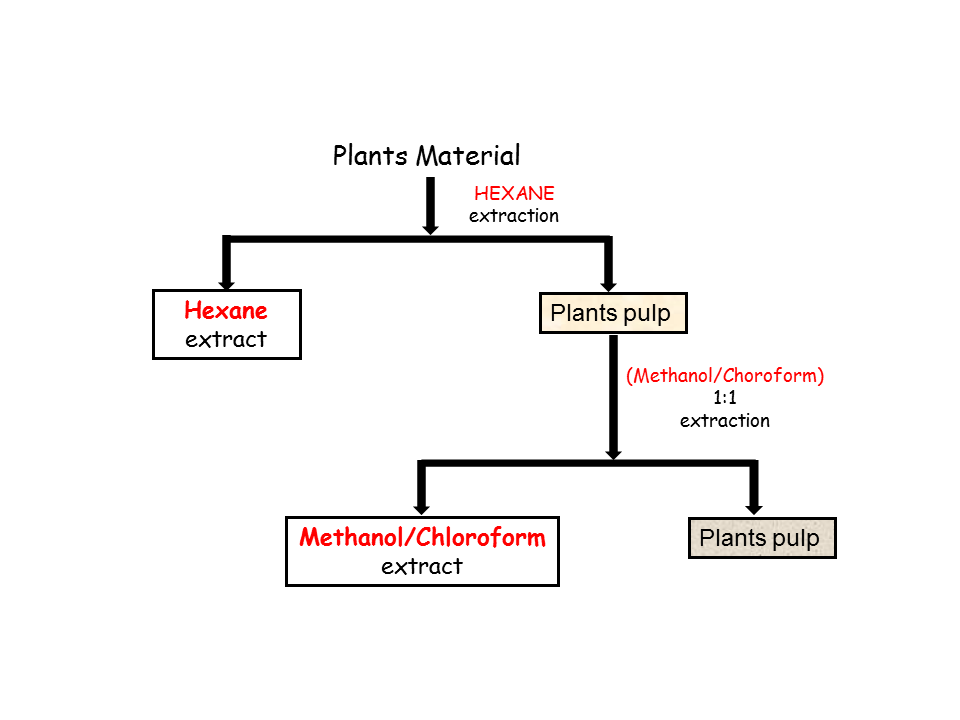 Plants Material
HEXANE
extraction
Hexane
extract
Plants pulp
(Methanol/Choroform)
1:1
extraction
Methanol/Chloroform
extract
Plants pulp